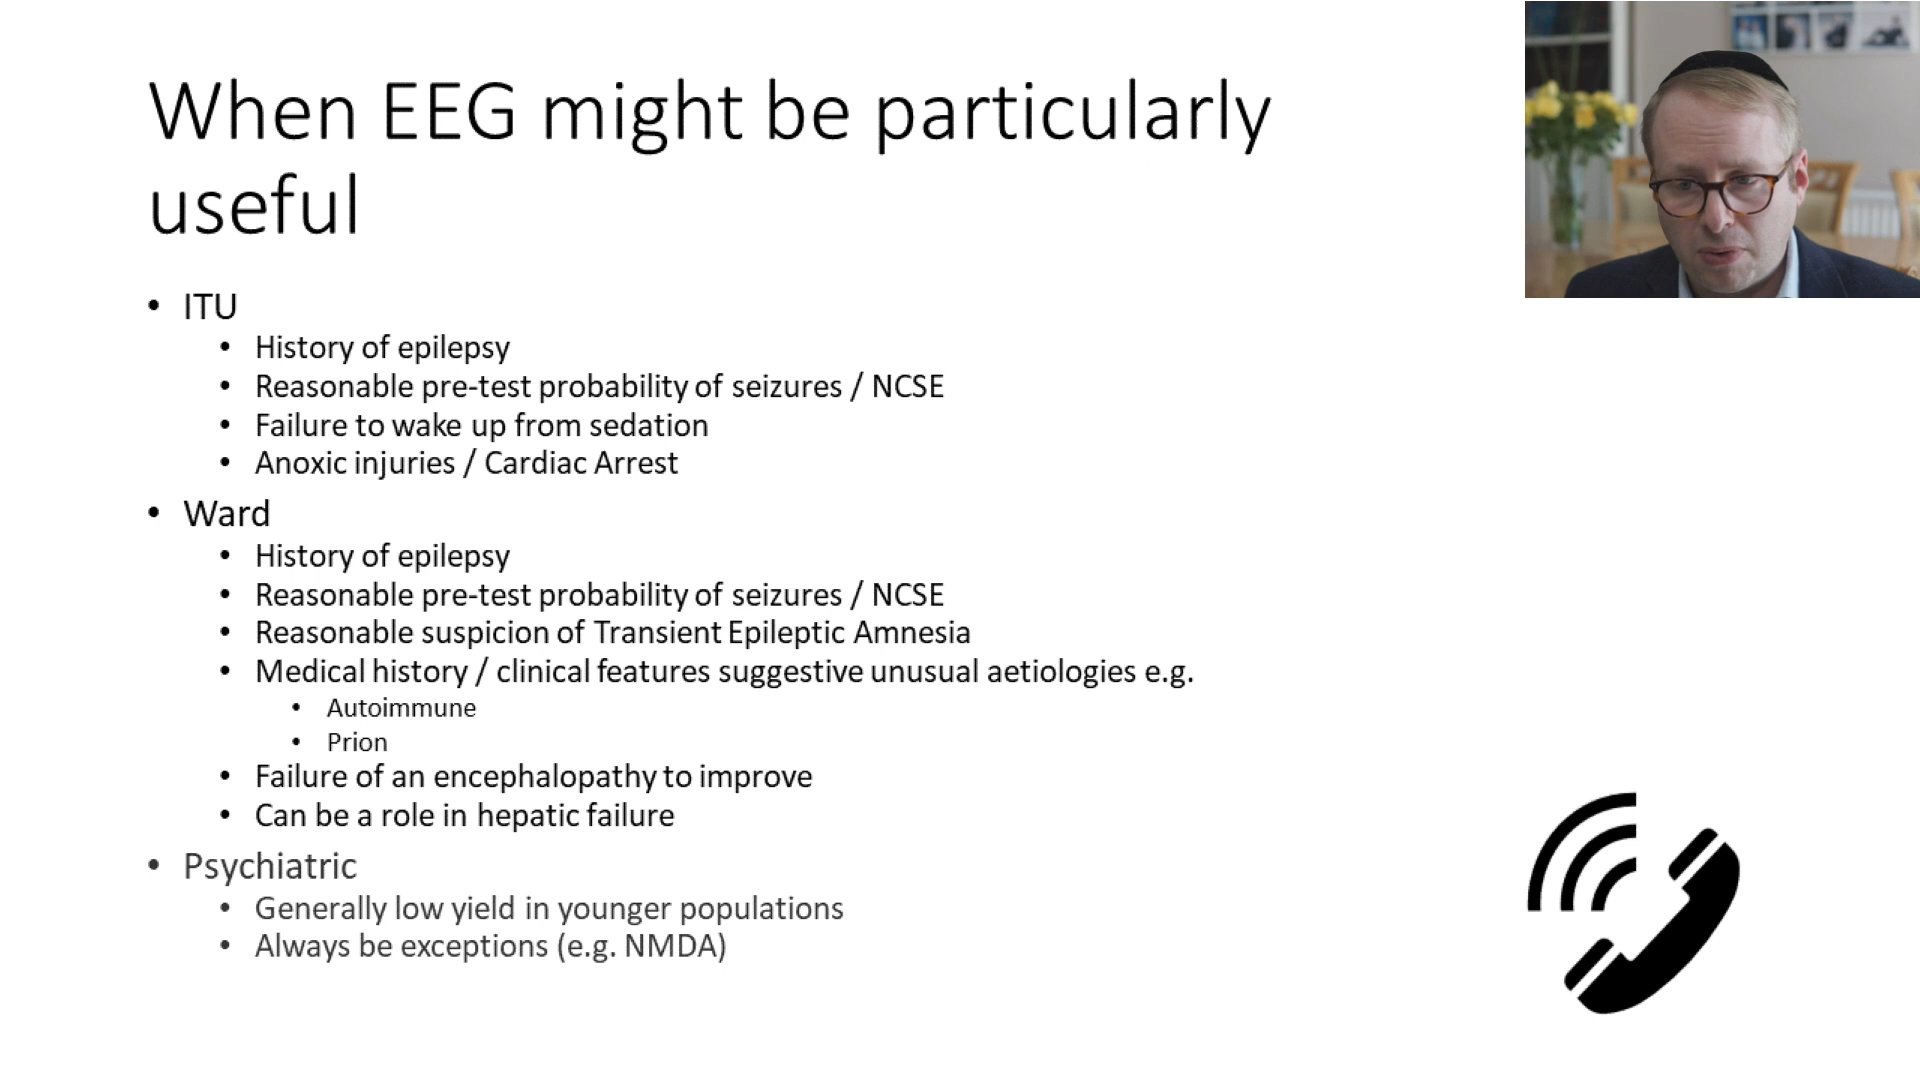 When EEG might be particularly
useful
• ITU
• History of epilepsy
• Reasonable pre-test probability of seizures / NCSE
• Failure to wake up from sedation
• Anoxic injuries / Cardiac Arrest
• Ward
• History of epilepsy
• Reasonable pre-test probability of seizures / NCSE
• Reasonable suspicion of Transient Epileptic Amnesia
• Medical history / clinical features suggestive unusual aetiologies e.g.
• Autoimmune
• Prion
• Failure of an encephalopathy to improve
• Can be a role in hepatic failure
• Psychiatric
• Generally low yield in younger populations
• Always be exceptions (e.g. NMDA)